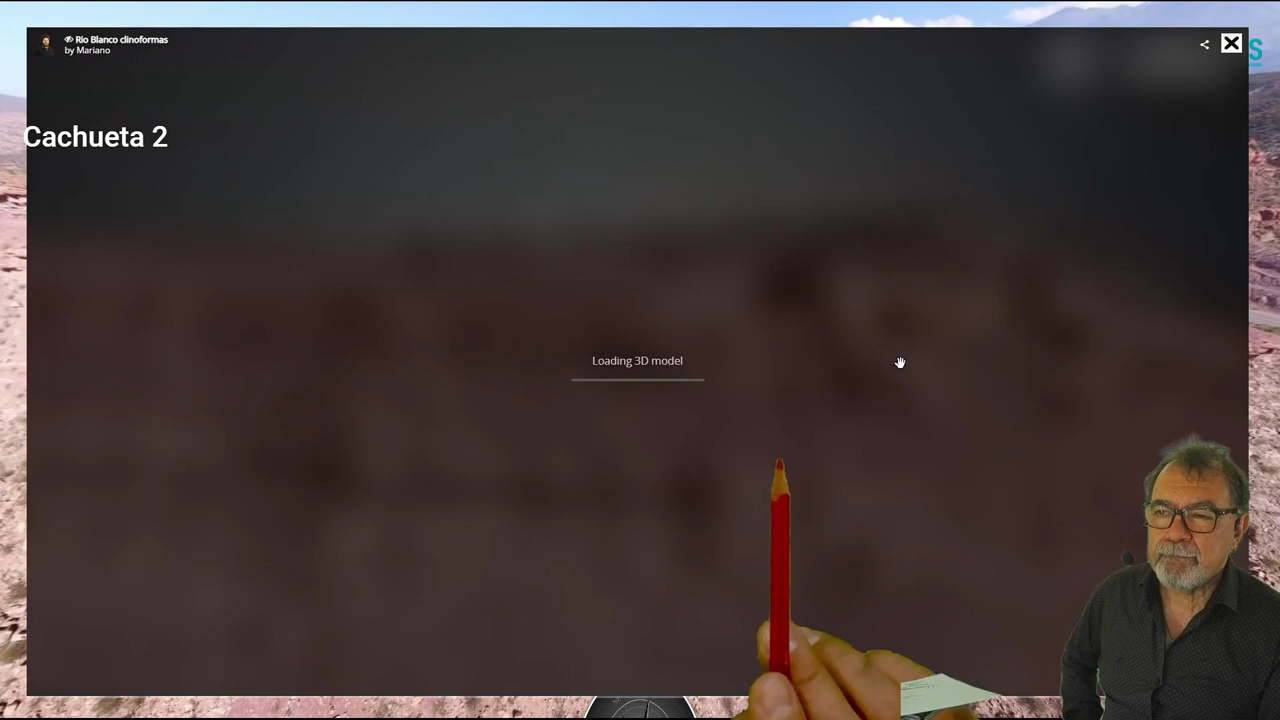 Rio Blanco clinoformas
by Mariano
S
Cachueta 2
Loading 3D model